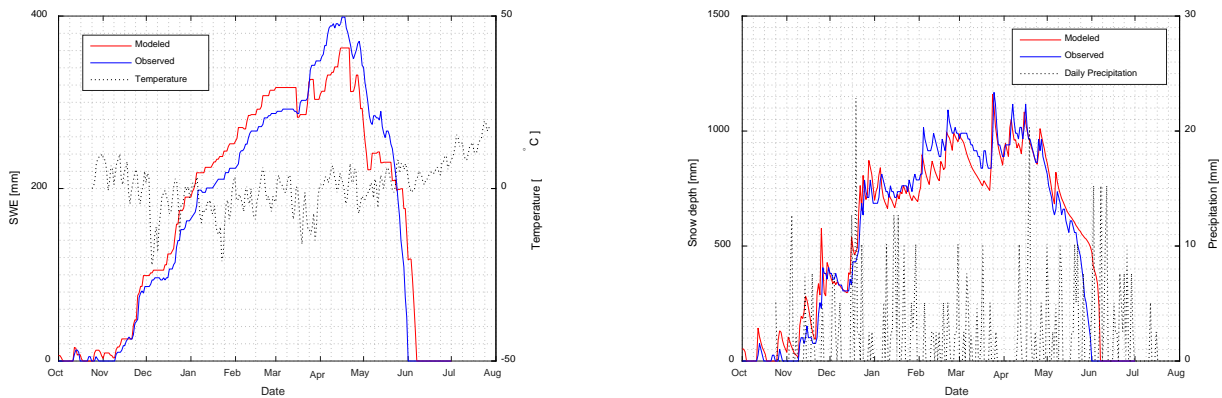 400
200
0
50
0
-50
SWE [mm]
Temperature [ °C ]
Modeled
Observed
Temperature
Oct Nov Dec Jan Feb Mar Apr May Jun Jul Aug
Date
1500
1000
500
0
30
20
10
0
Snow depth [mm]
Precipitation [mm]
Modeled
Observed
Daily Precipitation
Oct Nov Dec Jan Feb Mar Apr May Jun Jul Aug
Date